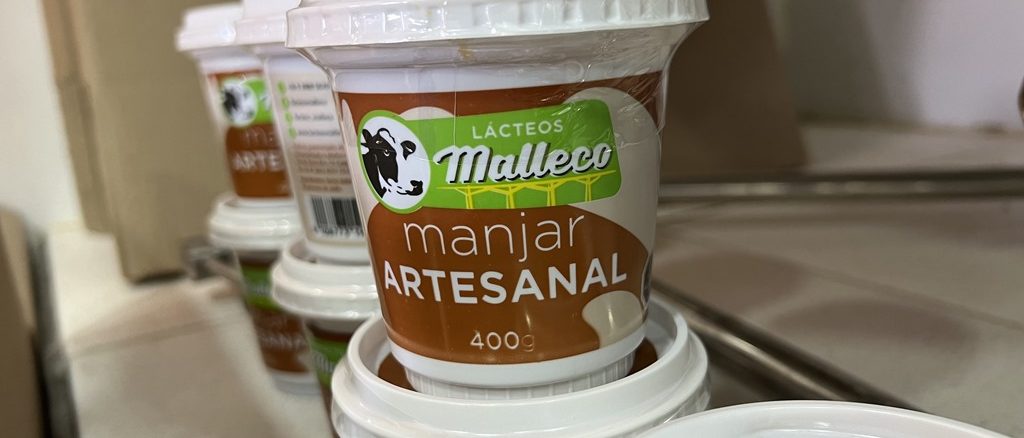 LÁCTEOS
Malleco
manjar
ARTESANAL
400g